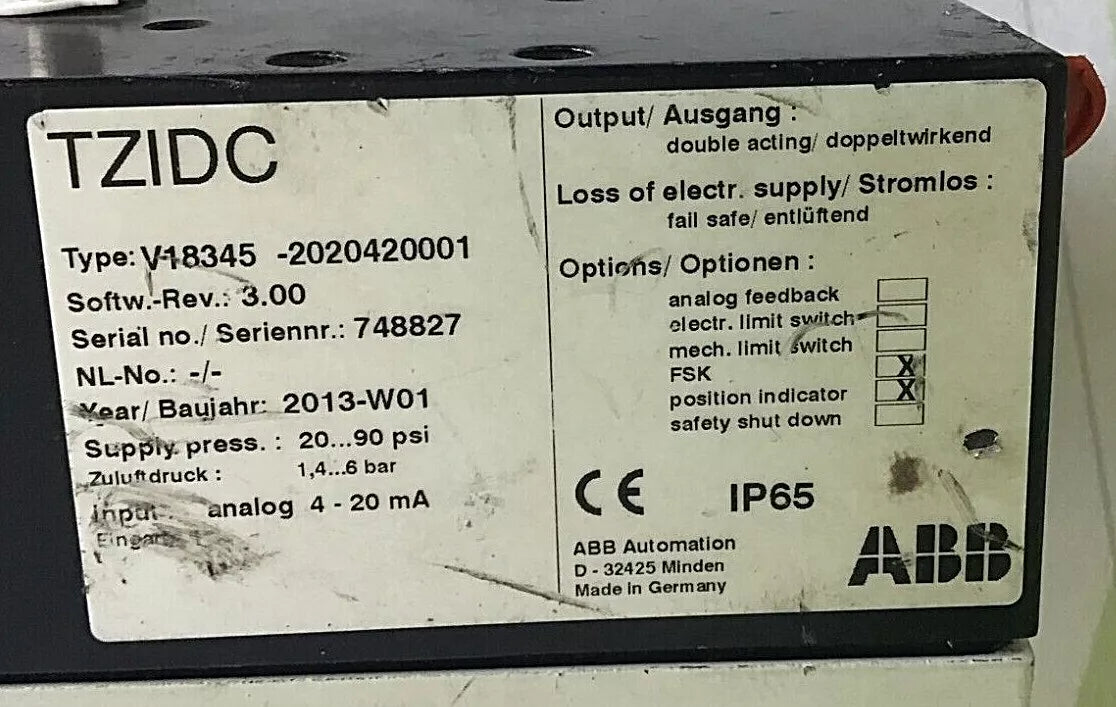 TZIDC
Type: V18345 -2020420001
Softw.-Rev.: 3.00
Serial no./ Seriennr.: 748827
NL-No.: -/-
Year/ Baujahr: 2013-W01
Supply press. : 20...90 psi
Zuluftdruck : 1,4...6 bar
Input : analog 4 - 20 mA
Output/ Ausgang :
double acting/ doppeltwirkend
Loss of electr. supply/ Stromlos :
fail safe/ entlüftend
Options/ Optionen :
analog feedback
electr. limit switch
mech. limit switch
FSK X
position indicator X
safety shut down
CE IP65
ABB Automation
D - 32425 Minden
Made in Germany
ABB